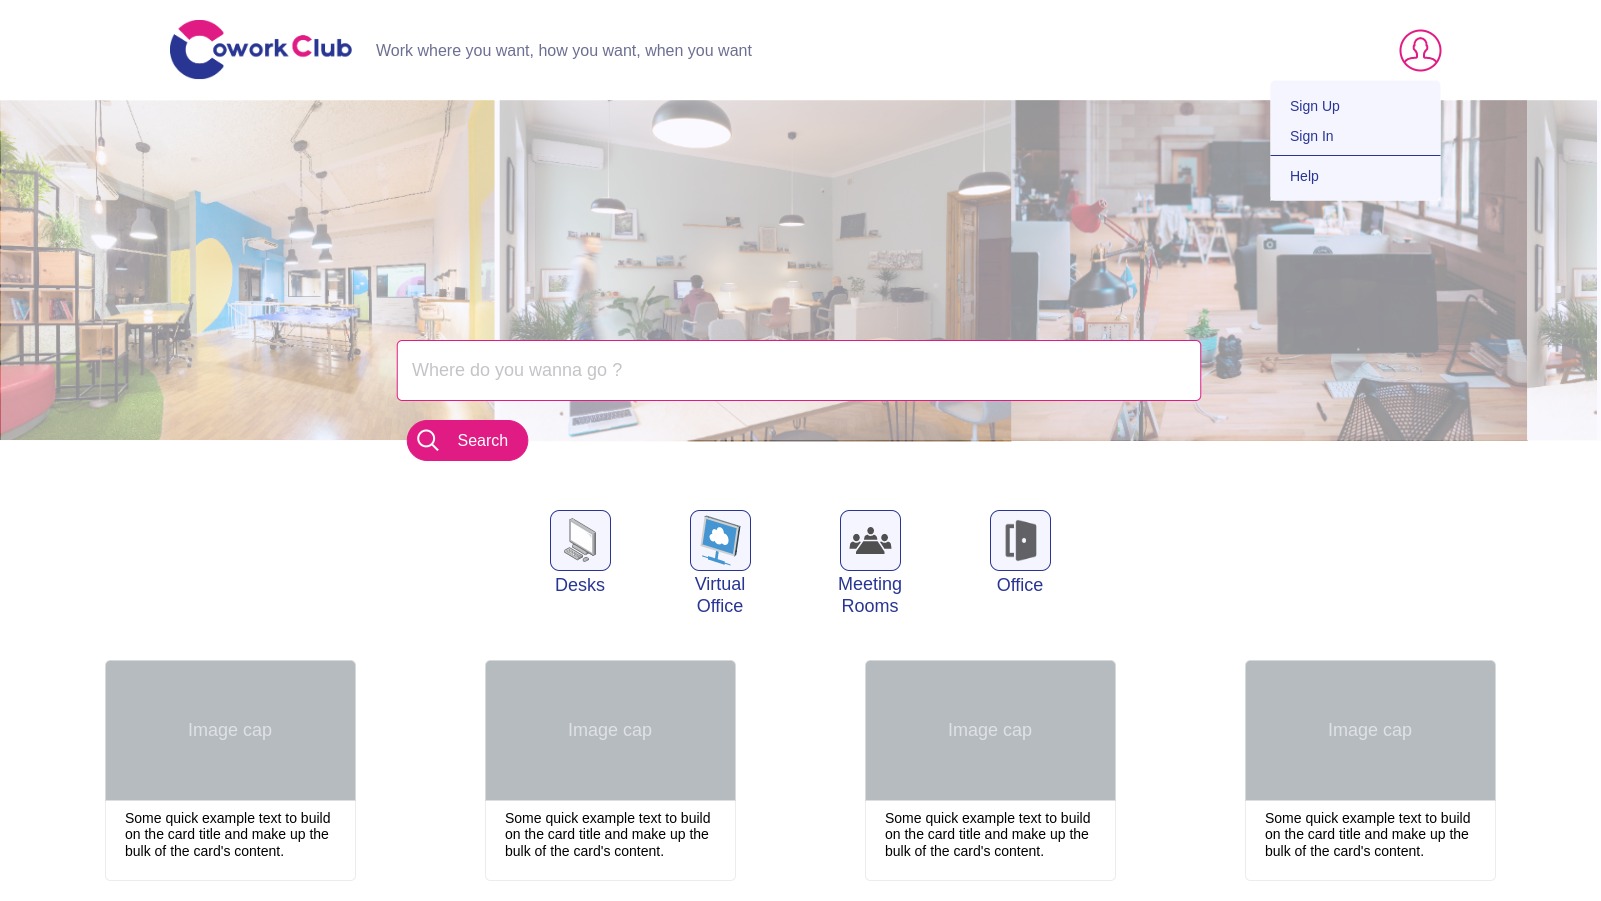 Cowork Club
Work where you want, how you want, when you want
Sign Up
Sign In
Help
Where do you wanna go ?
Search
Desks
Virtual
Office
Meeting
Rooms
Office
Image cap
Some quick example text to build
on the card title and make up the
bulk of the card's content.
Image cap
Some quick example text to build
on the card title and make up the
bulk of the card's content.
Image cap
Some quick example text to build
on the card title and make up the
bulk of the card's content.
Image cap
Some quick example text to build
on the card title and make up the
bulk of the card's content.